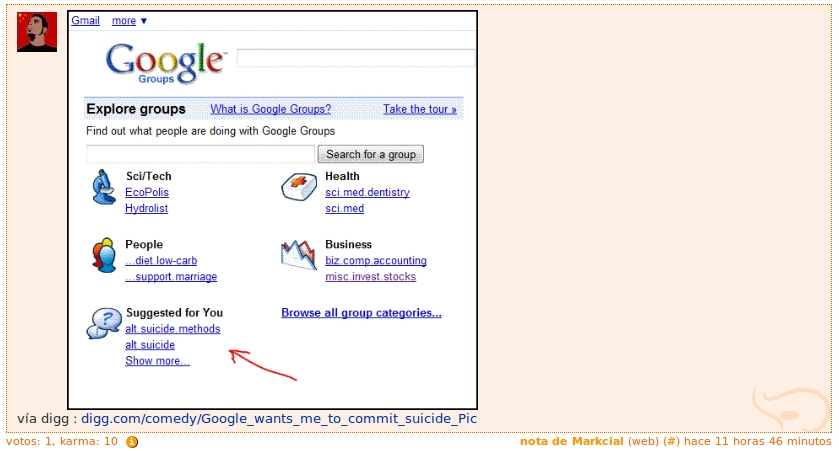 Gmail more ▼
Google™
Groups
Explore groups What is Google Groups? Take the tour »
Find out what people are doing with Google Groups
Search for a group
Sci/Tech
EcoPolis
Hydrolist
Health
sci.med.dentistry
sci.med
People
...diet.low-carb
...support.marriage
Business
biz.comp.accounting
misc.invest.stocks
Suggested for You
alt.suicide.methods
alt.suicide
Show more...
Browse all group categories...
vía digg : digg.com/comedy/Google_wants_me_to_commit_suicide_Pic
votos: 1, karma: 10 nota de Markcial (web) (#) hace 11 horas 46 minutos